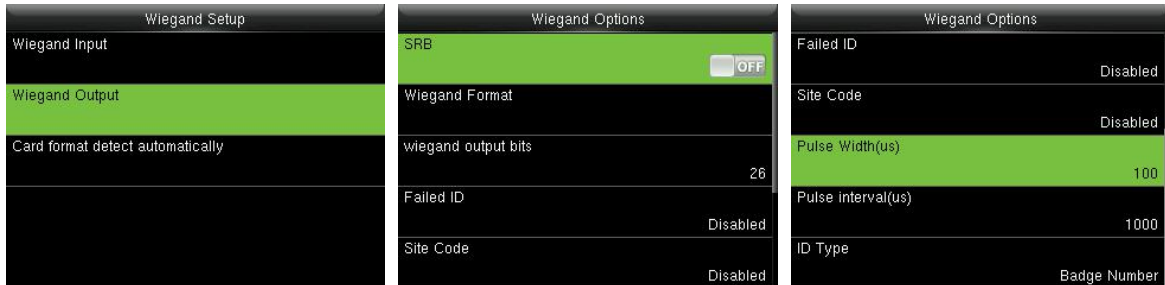 Wiegand Setup
Wiegand Input
Wiegand Output
Card format detect automatically
Wiegand Options
SRB
OFF
Wiegand Format
wiegand output bits
26
Failed ID
Disabled
Site Code
Disabled
Wiegand Options
Failed ID
Disabled
Site Code
Disabled
Pulse Width(us)
100
Pulse interval(us)
1000
ID Type
Badge Number